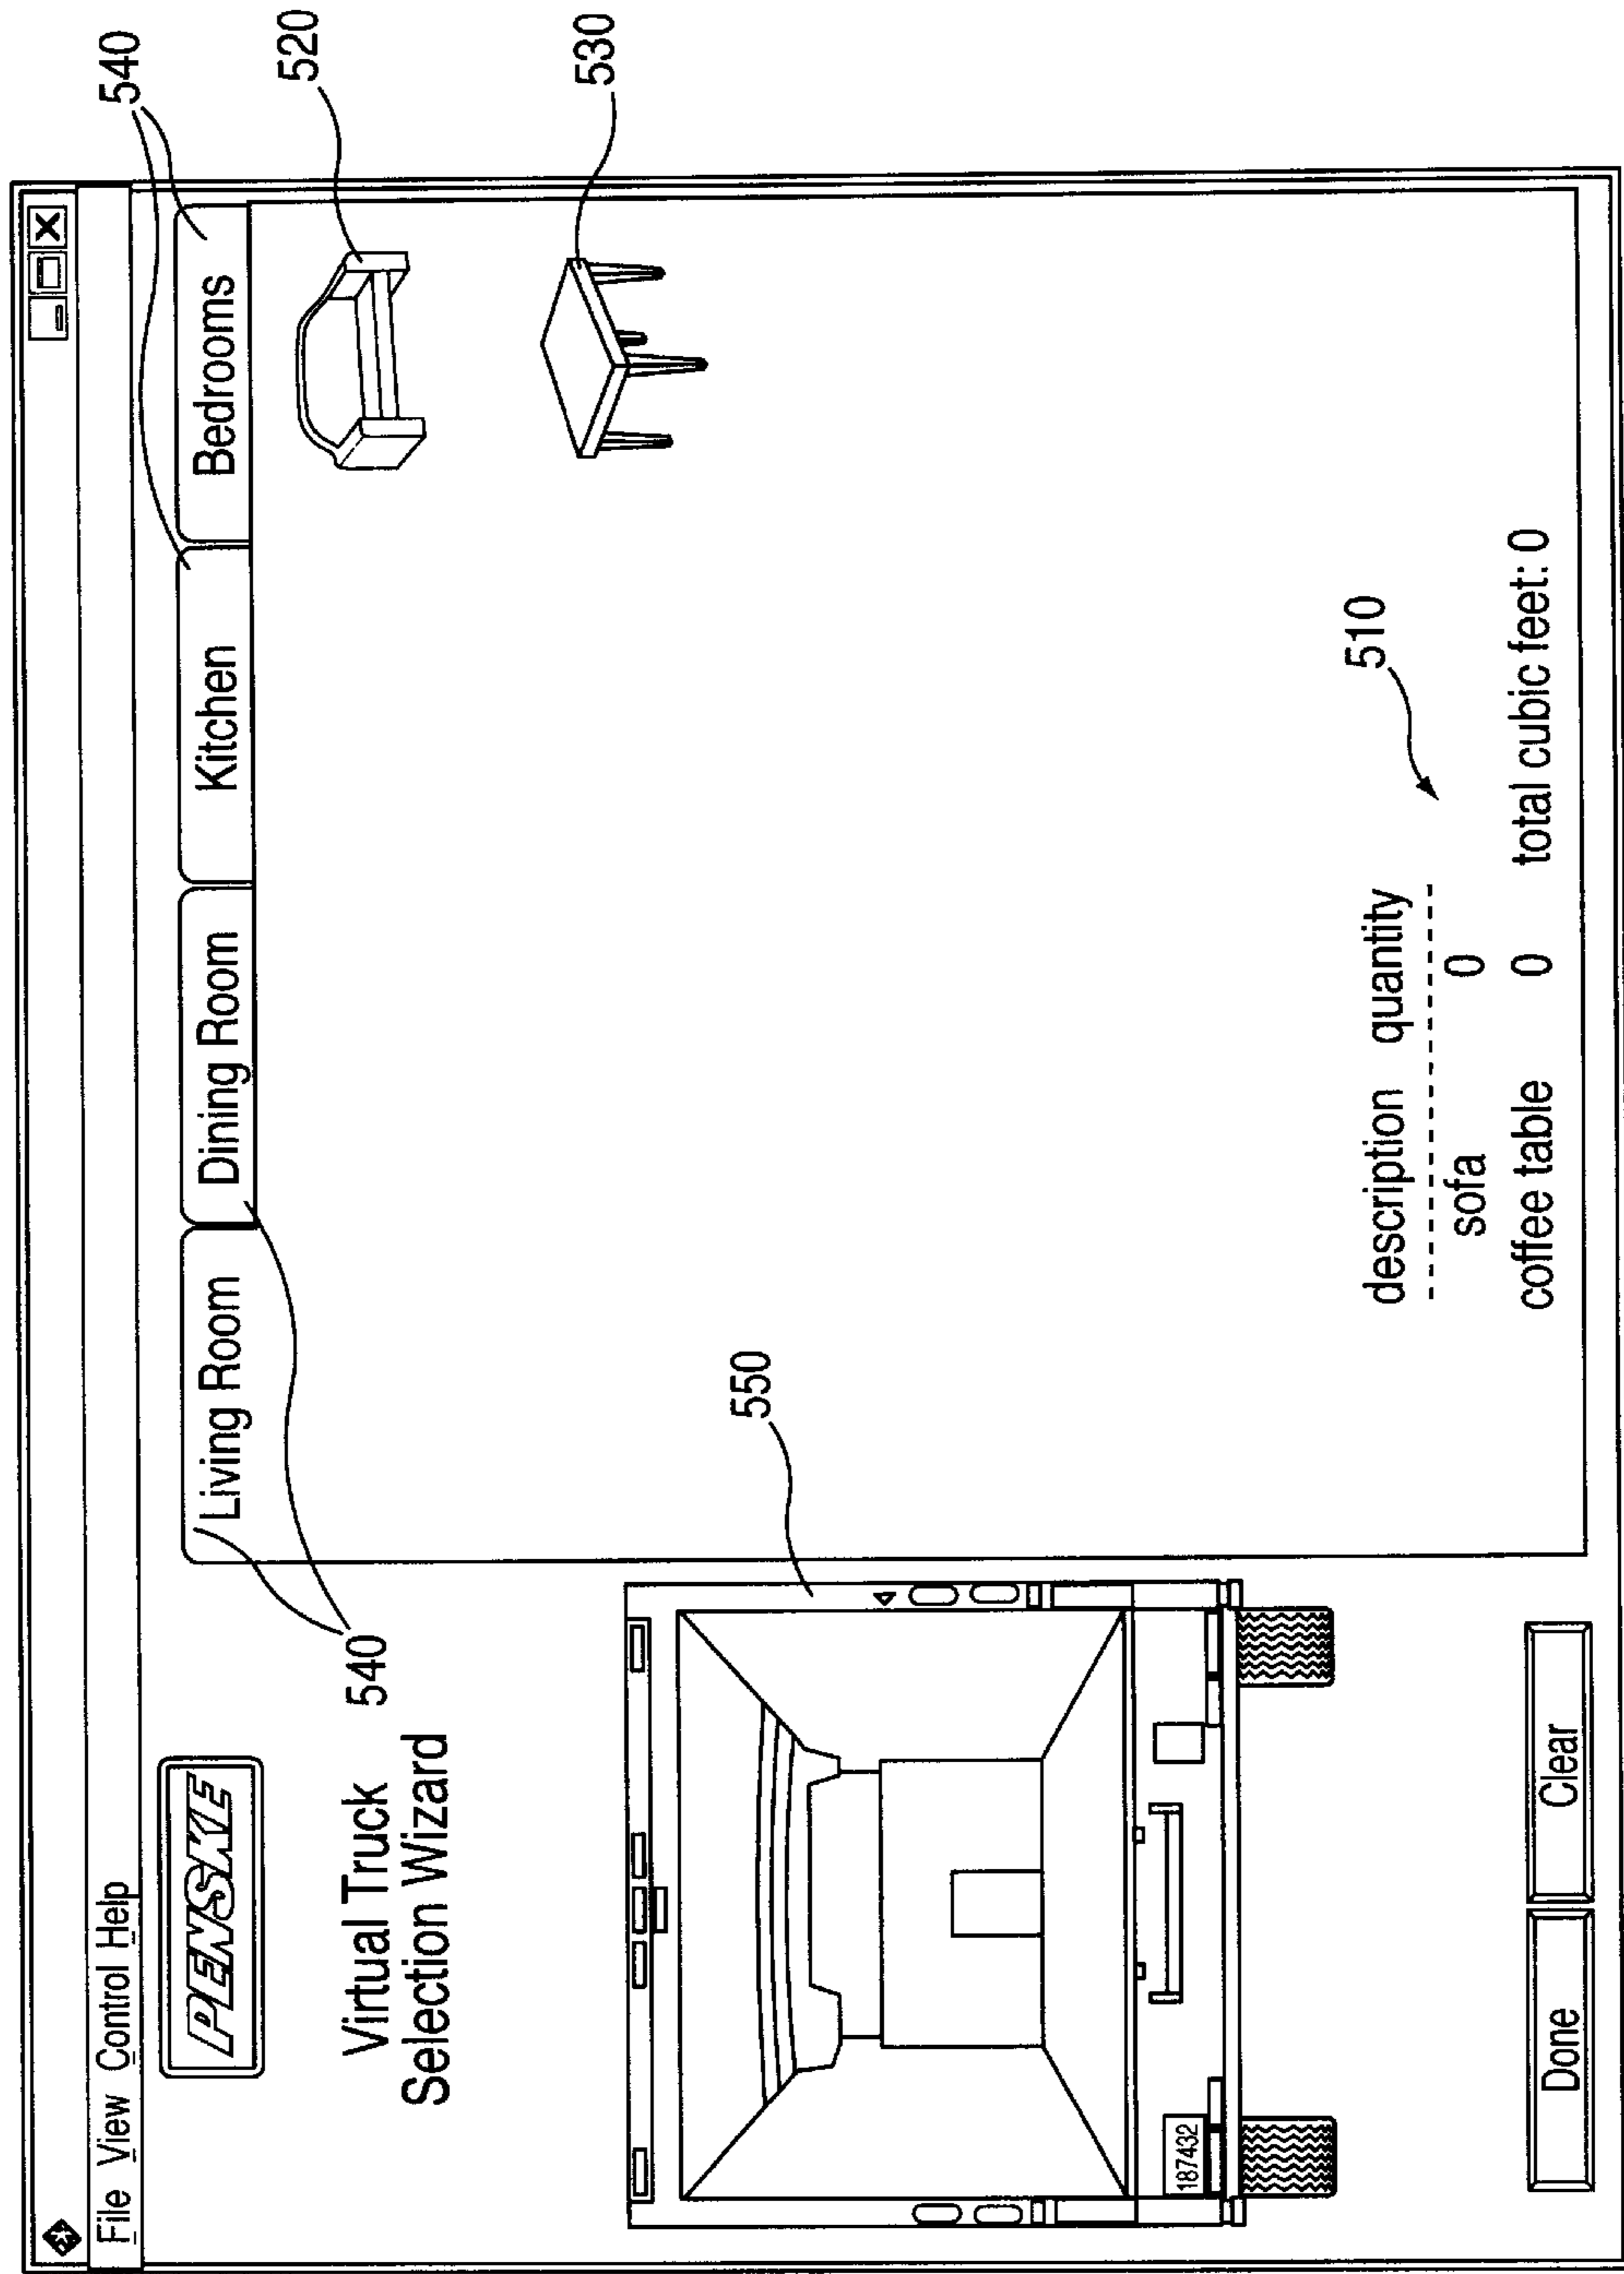 540
520
530
File View Control Help
PENSKE
Living Room
Dining Room
Kitchen
Bedrooms
540
Virtual Truck
Selection Wizard
550
187432
510
description quantity
sofa 0
coffee table 0 total cubic feet: 0
Done
Clear